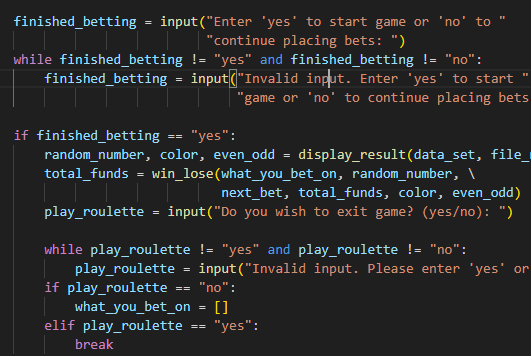 finished_betting = input("Enter 'yes' to start game or 'no' to "
"continue placing bets: ")
while finished_betting != "yes" and finished_betting != "no":
finished_betting = input("Invalid input. Enter 'yes' to start "
"game or 'no' to continue placing bets
if finished_betting == "yes":
random_number, color, even_odd = display_result(data_set, file_
total_funds = win_lose(what_you_bet_on, random_number, \
next_bet, total_funds, color, even_odd)
play_roulette = input("Do you wish to exit game? (yes/no): ")
while play_roulette != "yes" and play_roulette != "no":
play_roulette = input("Invalid input. Please enter 'yes' or
if play_roulette == "no":
what_you_bet_on = []
elif play_roulette == "yes":
break